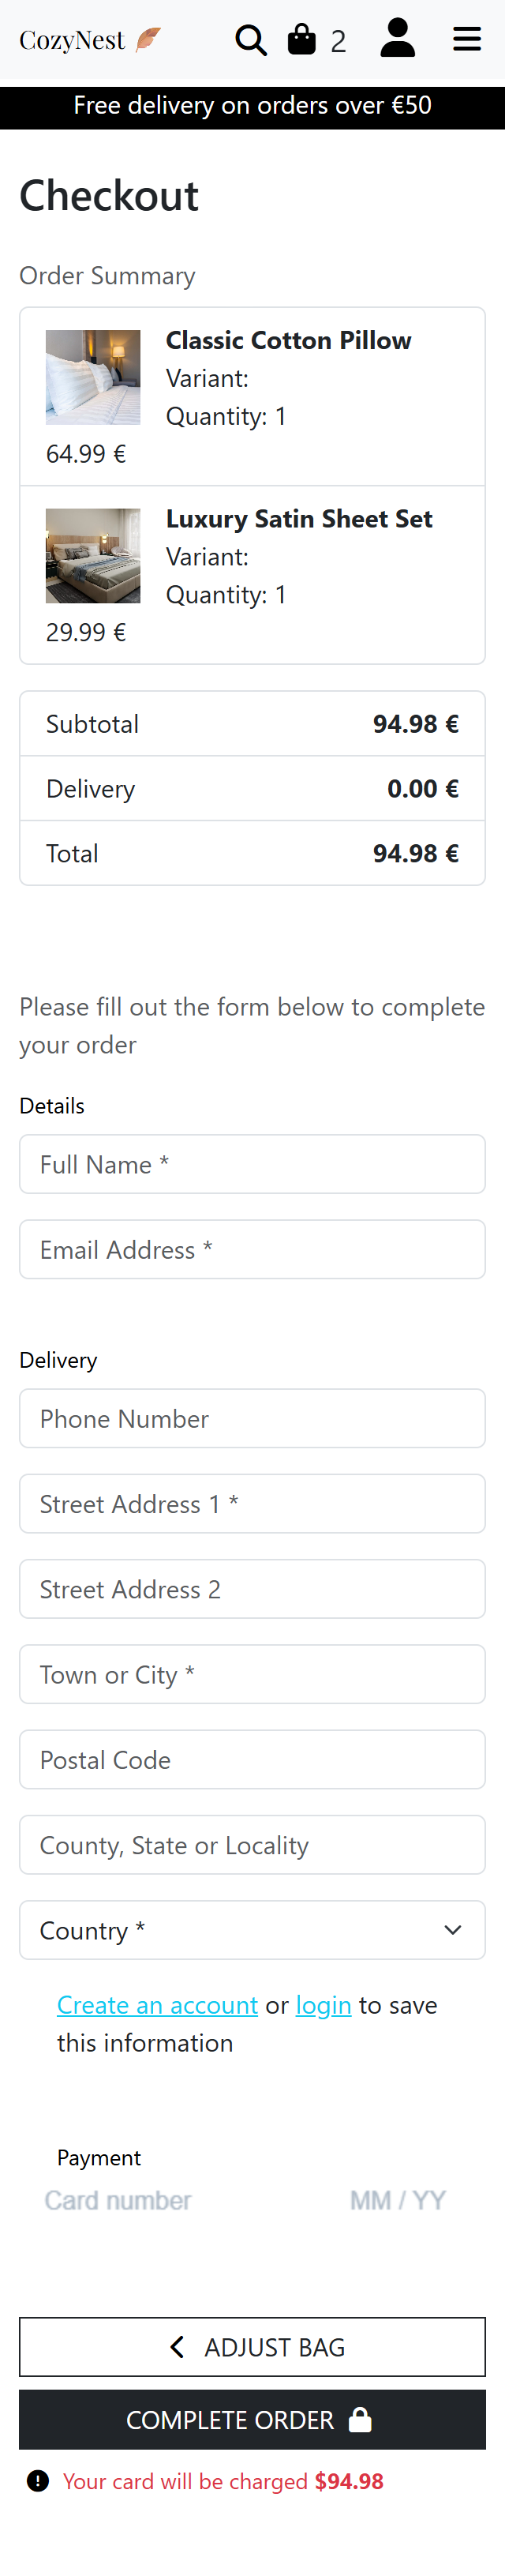 CozyNest
2
Free delivery on orders over €50
Checkout
Order Summary
Classic Cotton Pillow
Variant:
Quantity: 1
64.99 €
Luxury Satin Sheet Set
Variant:
Quantity: 1
29.99 €
Subtotal 94.98 €
Delivery 0.00 €
Total 94.98 €
Please fill out the form below to complete
your order
Details
Full Name *
Email Address *
Delivery
Phone Number
Street Address 1 *
Street Address 2
Town or City *
Postal Code
County, State or Locality
Country *
Create an account or login to save
this information
Payment
Card number MM / YY
ADJUST BAG
COMPLETE ORDER
Your card will be charged $94.98